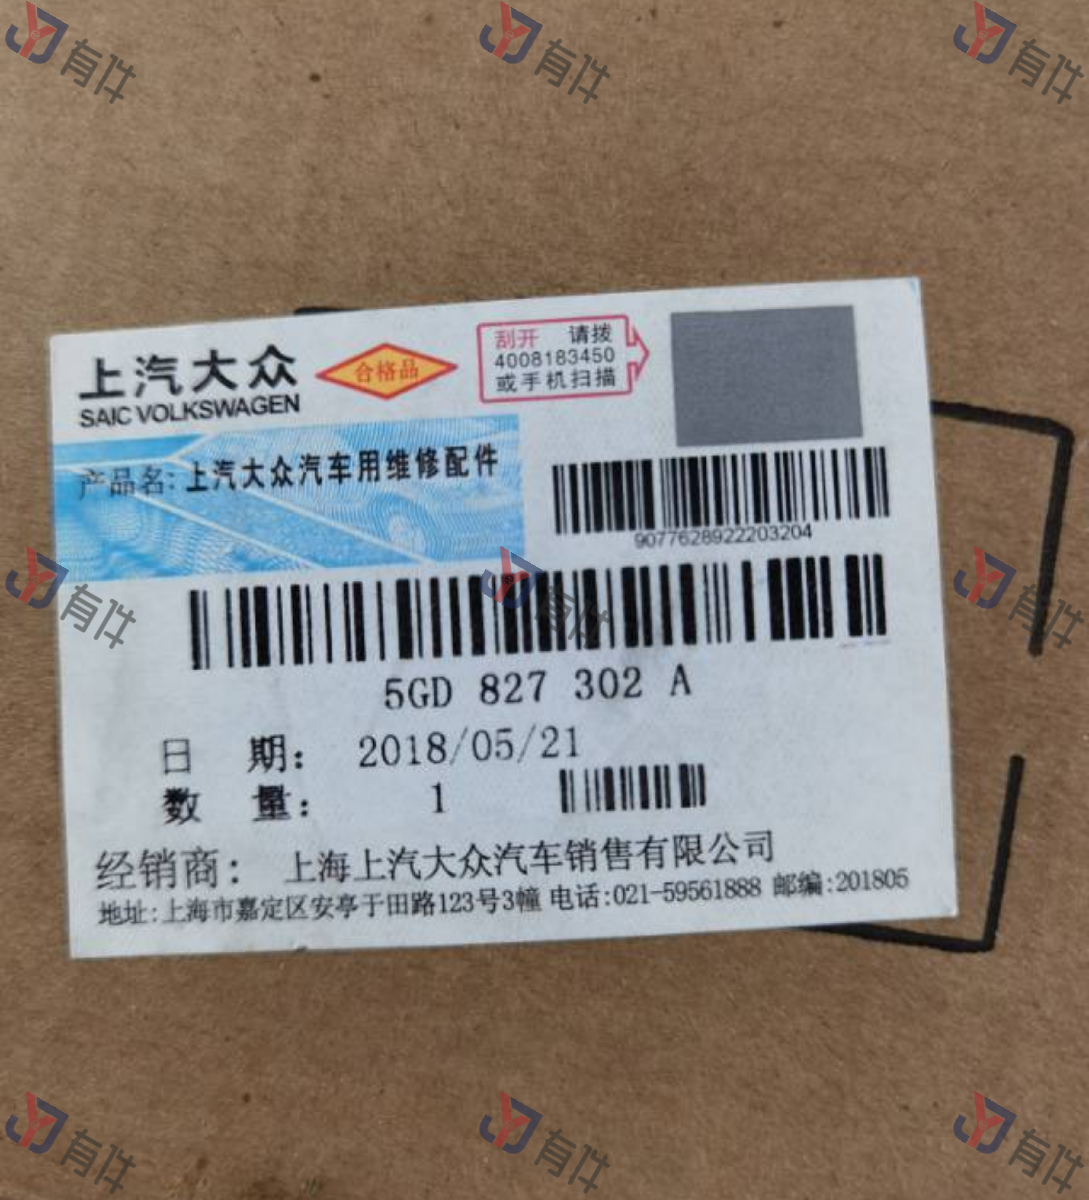 有件 有件 有件
上汽大众
SAIC VOLKSWAGEN
合格品
刮开 请拨
4008183450
或手机扫描
产品名: 上汽大众汽车用维修配件
9077628922203204
有件 有件 有件
5GD 827 302 A
日 期: 2018/05/21
数 量: 1
经销商: 上海上汽大众汽车销售有限公司
地址:上海市嘉定区安亭于田路123号3幢 电话:021-59561888 邮编:201805
有件 有件 有件